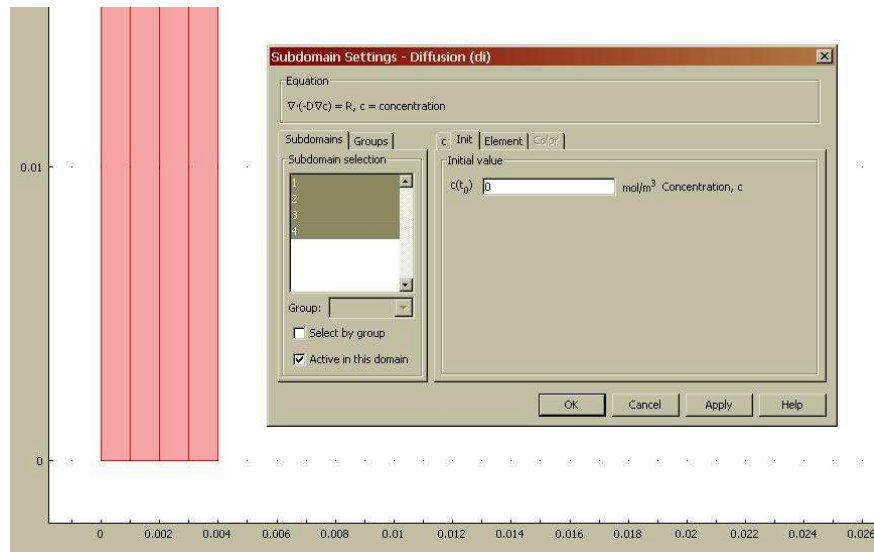 Subdomain Settings - Diffusion (di)
Equation
∇·(-D∇c) = R, c = concentration
Subdomains Groups
c Init Element Color
Subdomain selection
Initial value
1
2
3
4
c(t₀) 0 mol/m³ Concentration, c
Group:
Select by group
Active in this domain
OK Cancel Apply Help
0.01
0
0 0.002 0.004 0.006 0.008 0.01 0.012 0.014 0.016 0.018 0.02 0.022 0.024 0.026